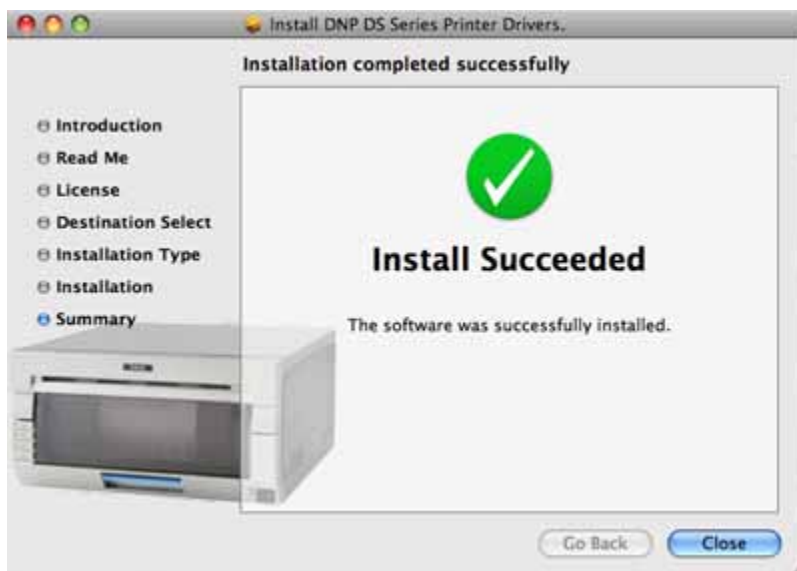 Install DNP DS Series Printer Drivers.
Installation completed successfully
Introduction
Read Me
License
Destination Select
Installation Type
Installation
Summary
Install Succeeded
The software was successfully installed.
Go Back
Close